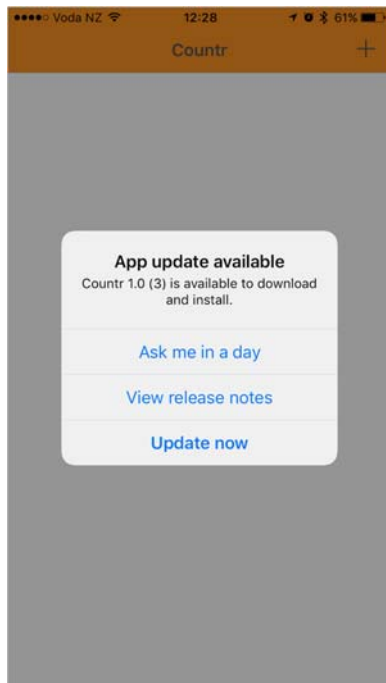 Voda NZ 12:28 61%
Countr +
App update available
Countr 1.0 (3) is available to download
and install.
Ask me in a day
View release notes
Update now